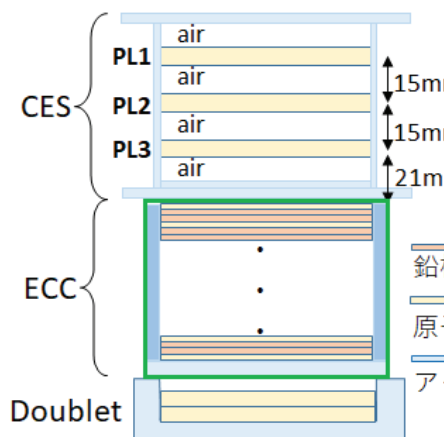 air
PL1
air
15m
CES
PL2
air
15m
PL3
air
21m
鉛
ECC
原
ア
Doublet